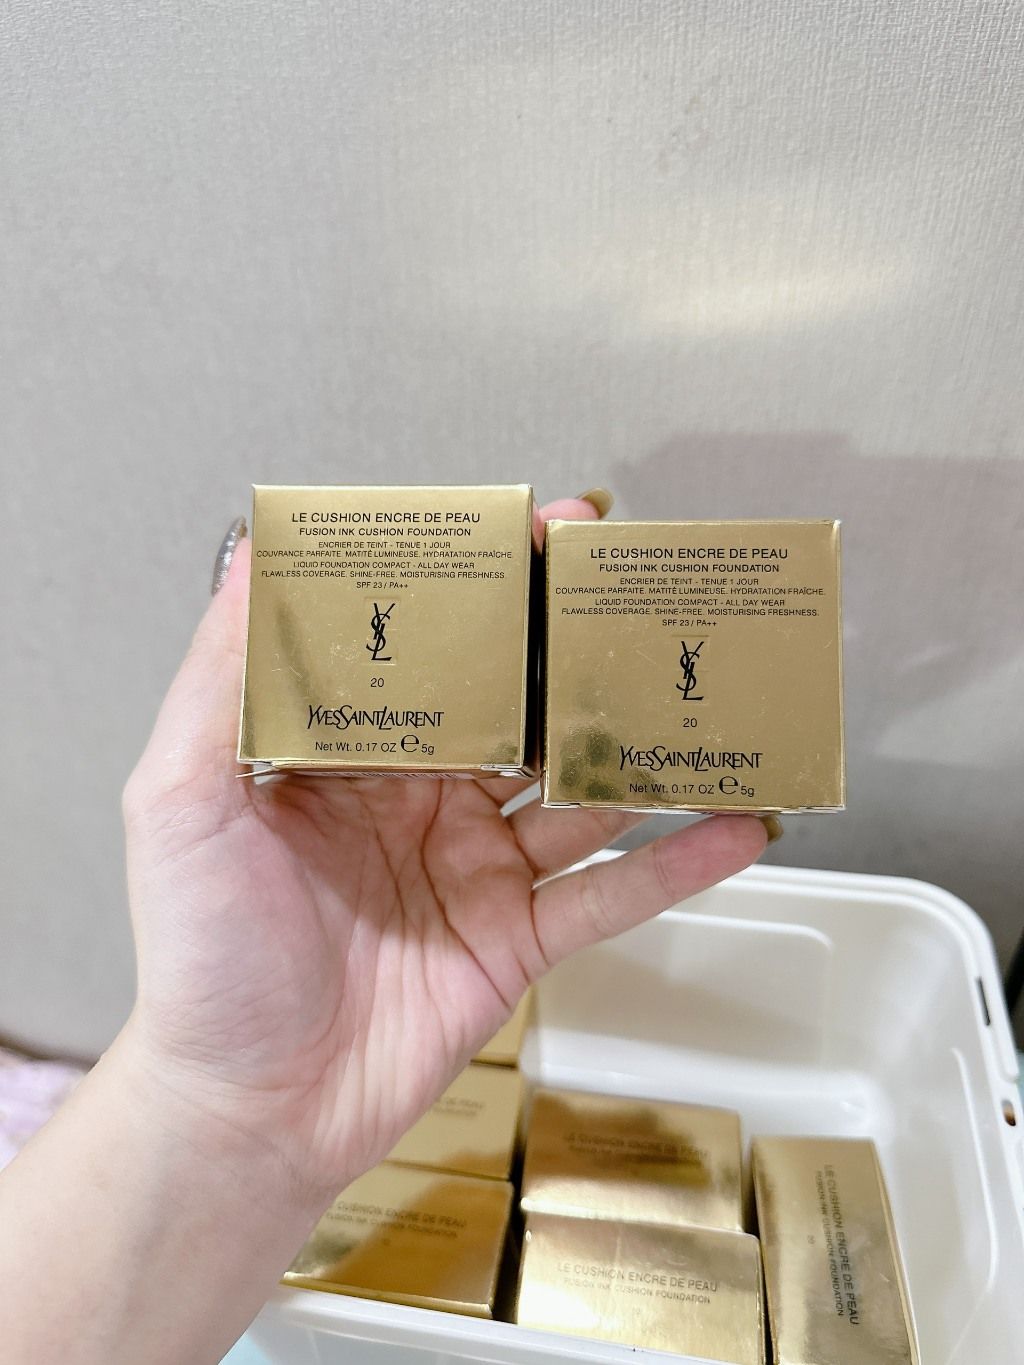 LE CUSHION ENCRE DE PEAU
FUSION INK CUSHION FOUNDATION
ENCRIER DE TEINT - TENUE 1 JOUR
COUVRANCE PARFAITE. MATITÉ LUMINEUSE. HYDRATATION FRAÎCHE.
LIQUID FOUNDATION COMPACT - ALL DAY WEAR
FLAWLESS COVERAGE. SHINE-FREE. MOISTURISING FRESHNESS.
SPF 23 / PA++
YSL
20
YVESSAINTLAURENT
Net Wt. 0.17 OZ ℮ 5g
LE CUSHION ENCRE DE PEAU
FUSION INK CUSHION FOUNDATION
ENCRIER DE TEINT - TENUE 1 JOUR
COUVRANCE PARFAITE. MATITÉ LUMINEUSE. HYDRATATION FRAÎCHE.
LIQUID FOUNDATION COMPACT - ALL DAY WEAR
FLAWLESS COVERAGE. SHINE-FREE. MOISTURISING FRESHNESS.
SPF 23 / PA++
YSL
20
YVESSAINTLAURENT
Net Wt. 0.17 OZ ℮ 5g
DE PEAU
FOUNDATION
LE CUSHION ENCRE DE PEAU
CUSHION ENCRE DE PEAU
FUSION INK CUSHION FOUNDATION
LE CUSHION ENCRE DE PEAU
FUSION INK CUSHION FOUNDATION
LE CUSHION ENCRE DE PEAU
FUSION INK CUSHION FOUNDATION